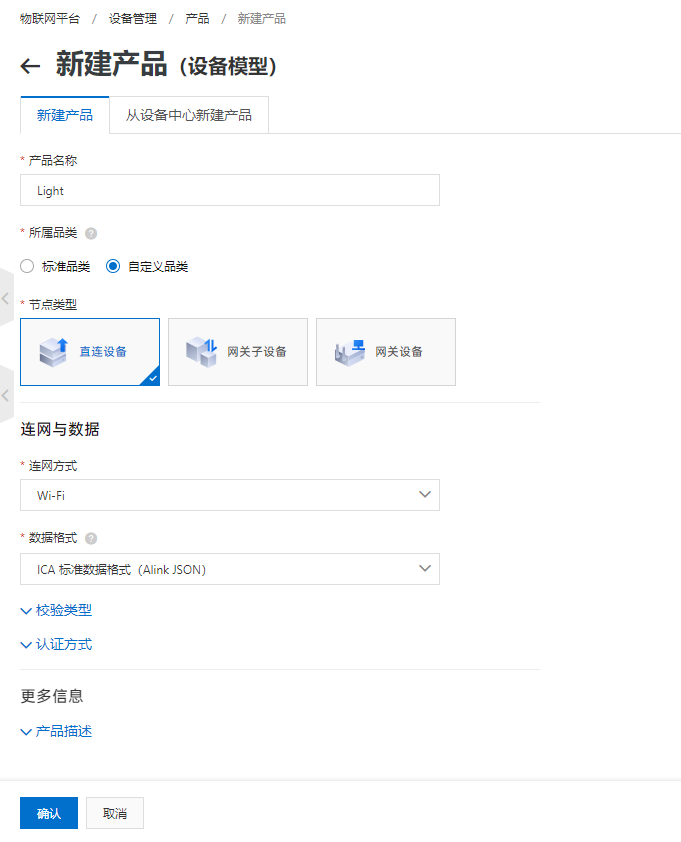 物联网平台 / 设备管理 / 产品 / 新建产品
← 新建产品（设备模型）
新建产品 从设备中心新建产品
* 产品名称
Light
* 所属品类 ?
标准品类 自定义品类
* 节点类型
直连设备 网关子设备 网关设备
连网与数据
* 连网方式
Wi-Fi
* 数据格式 ?
ICA 标准数据格式（Alink JSON）
校验类型
认证方式
更多信息
产品描述
确认 取消